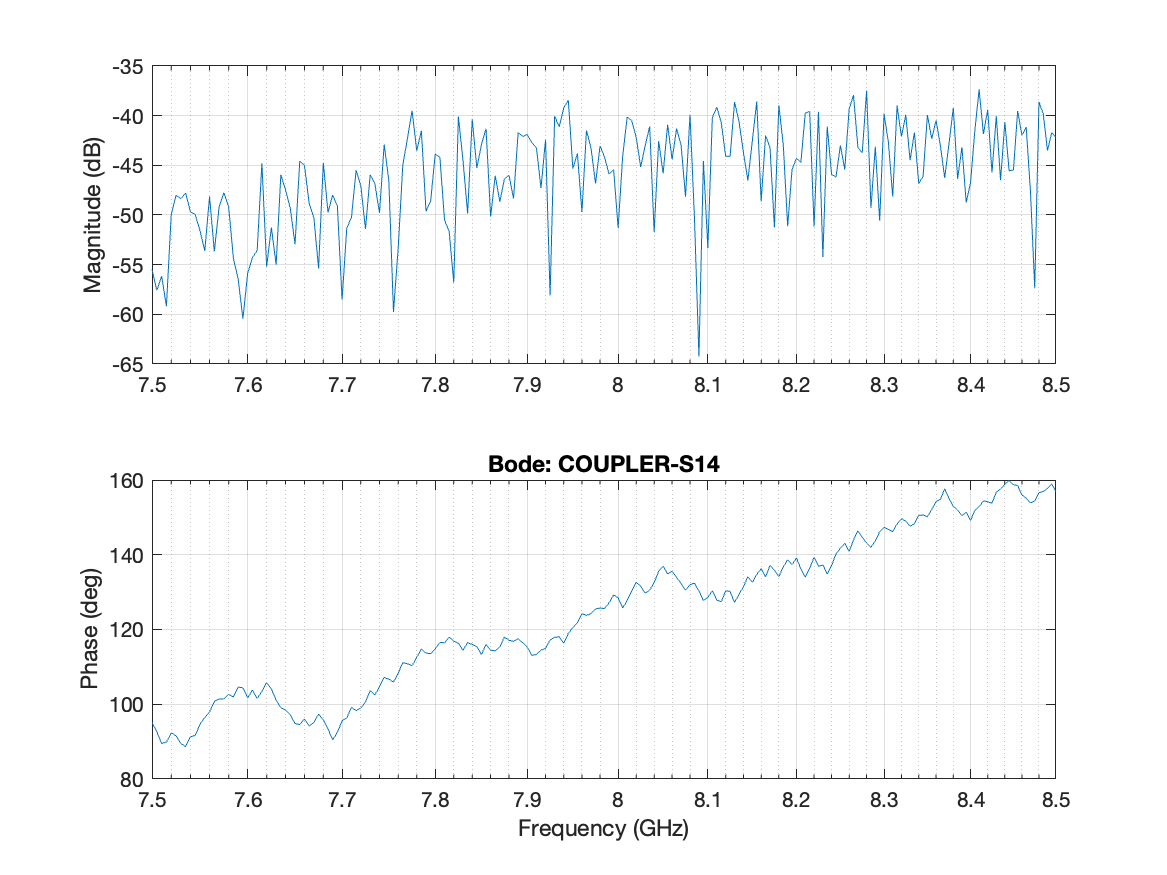 -35
-40
-45
-50
-55
-60
-65
Magnitude (dB)
7.5 7.6 7.7 7.8 7.9 8 8.1 8.2 8.3 8.4 8.5
Bode: COUPLER-S14
160
140
120
100
80
Phase (deg)
7.5 7.6 7.7 7.8 7.9 8 8.1 8.2 8.3 8.4 8.5
Frequency (GHz)